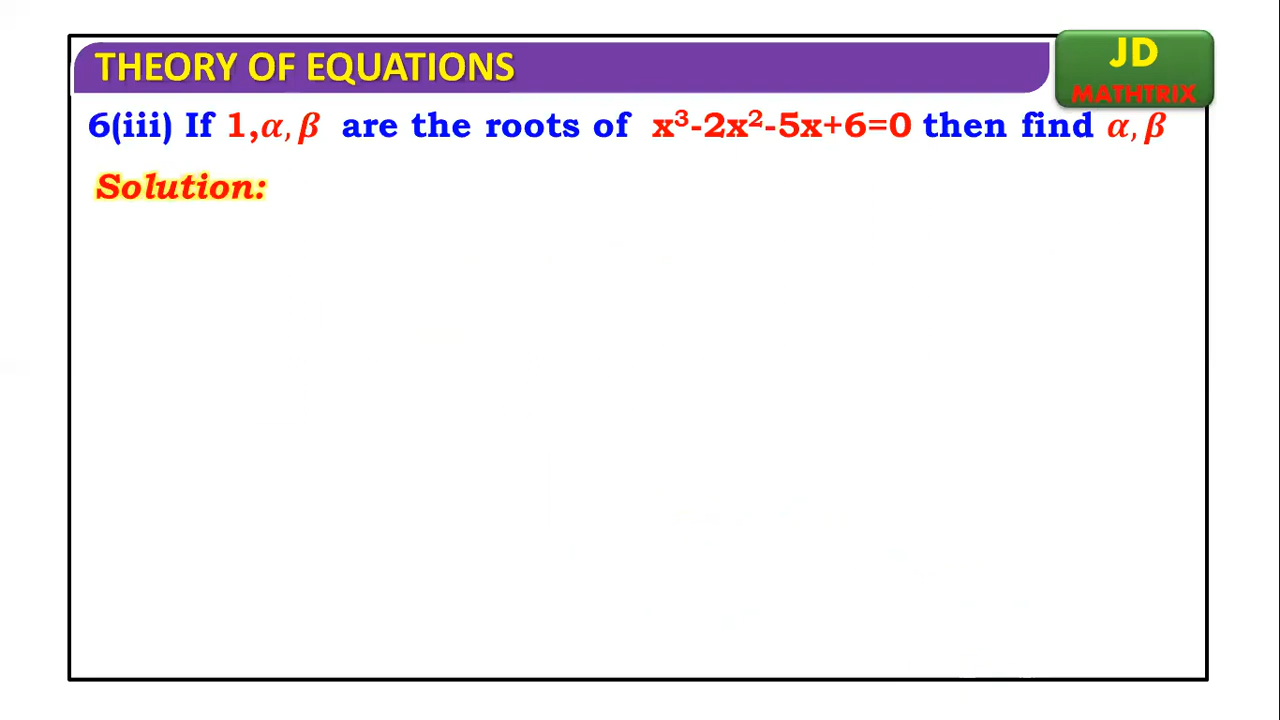 THEORY OF EQUATIONS
JD
MATHTRIX
6(iii) If 1,α, β are the roots of x³-2x²-5x+6=0 then find α, β
Solution: